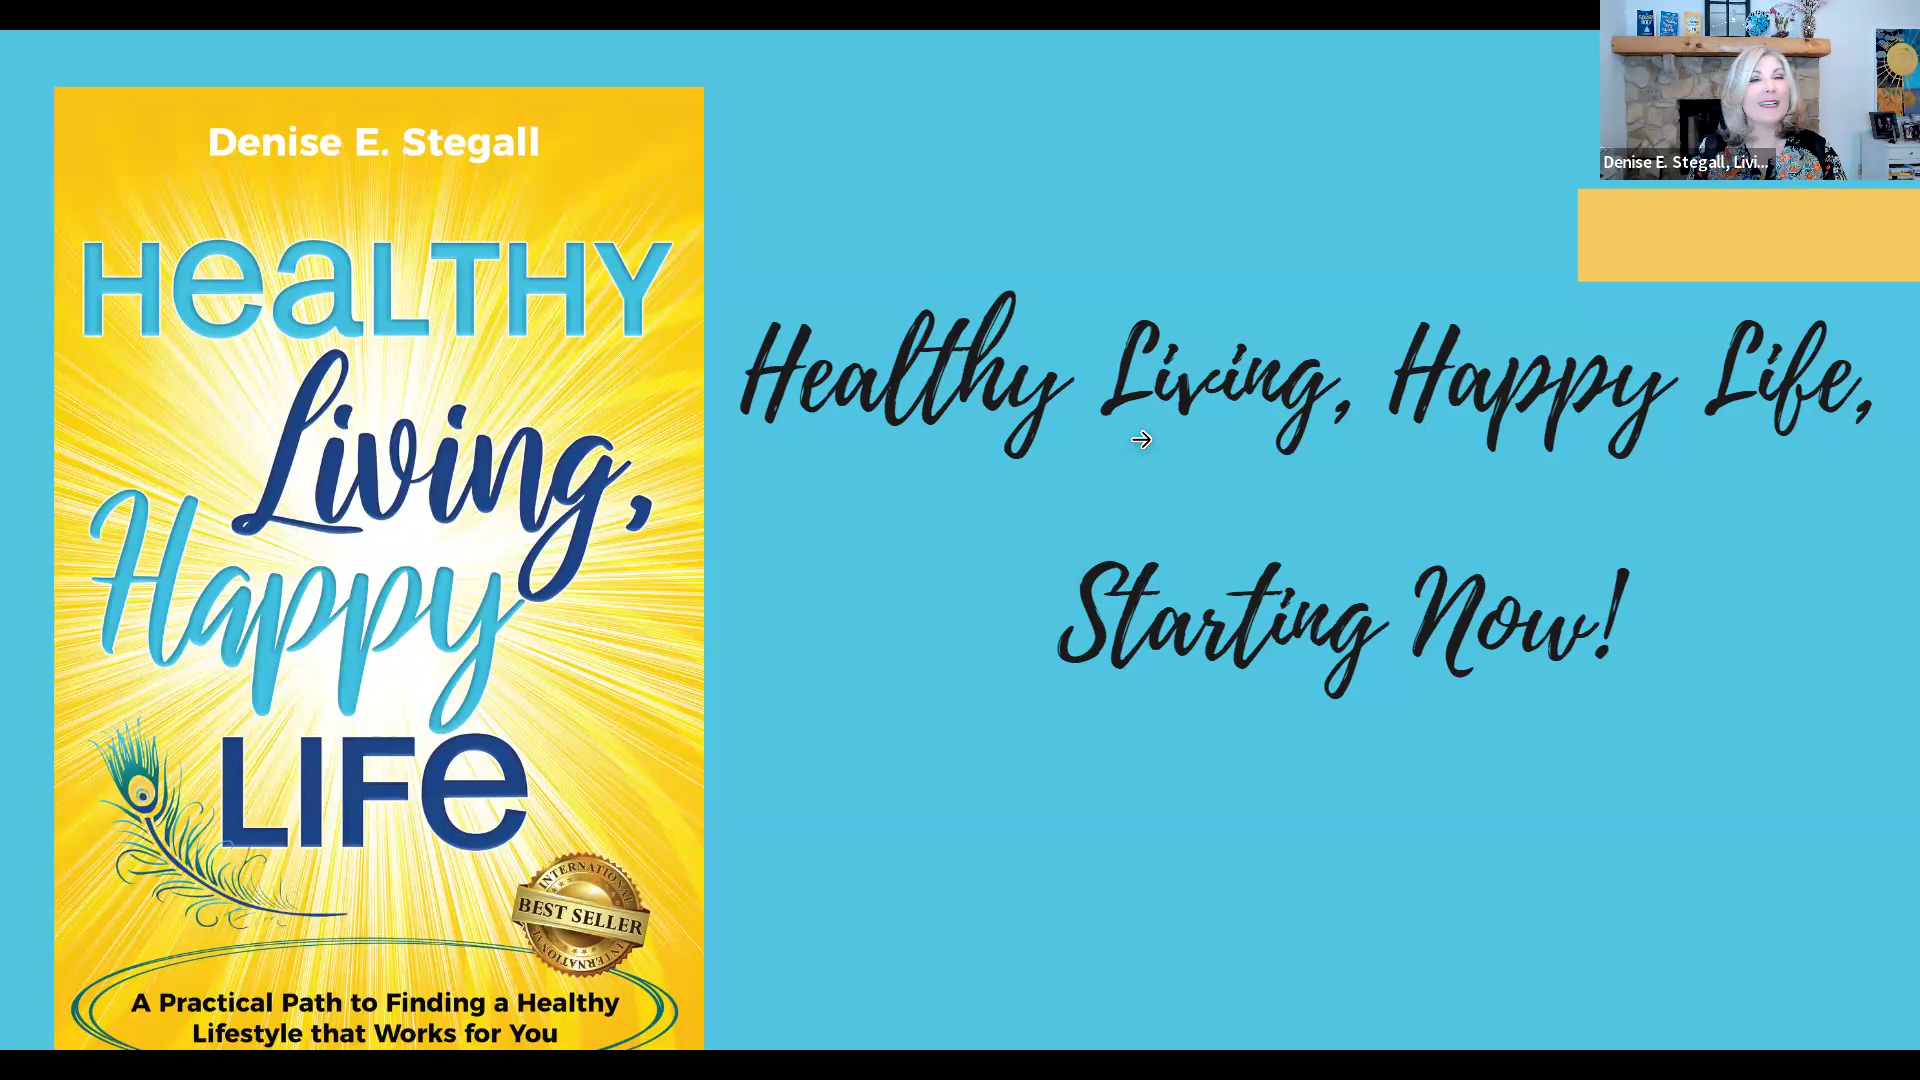 Denise E. Stegall
HeaLTHY
Living,
Happy
LIFe
INTERNATIONAL
BEST SELLER
INTERNATIONAL
A Practical Path to Finding a Healthy
Lifestyle that Works for You
Healthy Living, Happy Life,
Starting Now!
Denise E. Stegall, Livi...